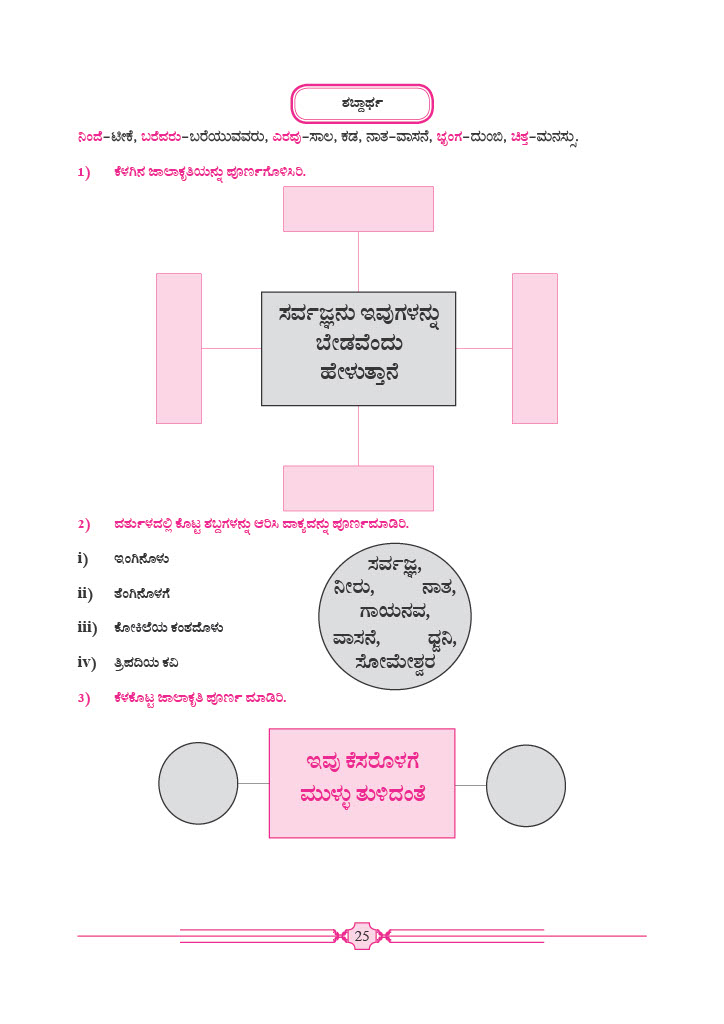 ಶಬ್ದಾರ್ಥ
ನಿಂದೆ–ಟೀಕೆ, ಬರೆವರು–ಬರೆಯುವವರು, ಎರವು–ಸಾಲ, ಕಡ, ನಾತ–ವಾಸನೆ, ಭೃಂಗ–ದುಂಬಿ, ಚಿತ್ತ–ಮನಸ್ಸು.
1) ಕೆಳಗಿನ ಜಾಲಾಕೃತಿಯನ್ನು ಪೂರ್ಣಗೊಳಿಸಿರಿ.
ಸರ್ವಜ್ಞನು ಇವುಗಳನ್ನು
ಬೇಡವೆಂದು
ಹೇಳುತ್ತಾನೆ
2) ವರ್ತುಳದಲ್ಲಿ ಕೊಟ್ಟ ಶಬ್ದಗಳನ್ನು ಆರಿಸಿ ವಾಕ್ಯವನ್ನು ಪೂರ್ಣಮಾಡಿರಿ.
i) ಇಂಗಿನೊಳು
ii) ತೆಂಗಿನೊಳಗೆ
iii) ಕೋಕಿಲೆಯ ಕಂಠದೊಳು
iv) ತ್ರಿಪದಿಯ ಕವಿ
ಸರ್ವಜ್ಞ,
ನೀರು, ನಾತ,
ಗಾಯನವ,
ವಾಸನೆ, ಧ್ವನಿ,
ಸೋಮೇಶ್ವರ
3) ಕೆಳಕೊಟ್ಟ ಜಾಲಾಕೃತಿ ಪೂರ್ಣ ಮಾಡಿರಿ.
ಇವು ಕೆಸರೊಳಗೆ
ಮುಳ್ಳು ತುಳಿದಂತೆ
25